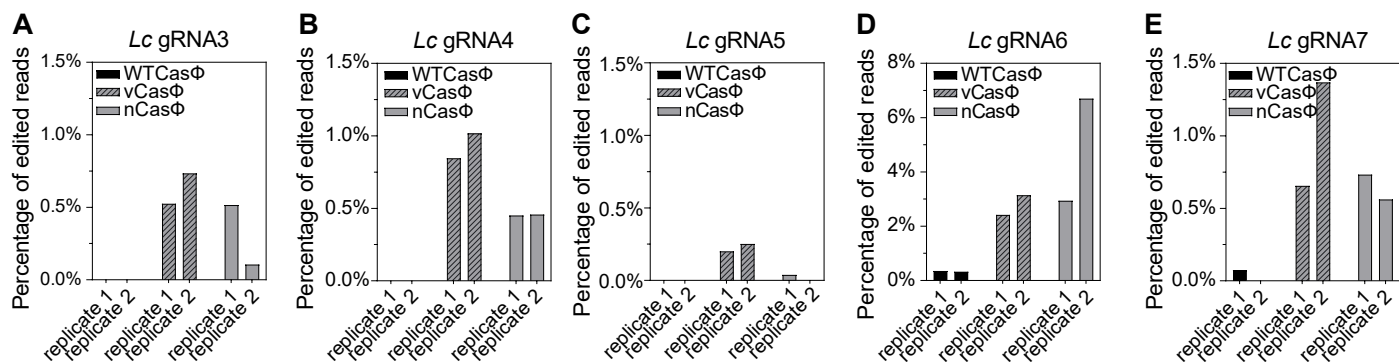 A
Lc gRNA3
Percentage of edited reads
1.5%
1.0%
0.5%
0.0%
WTCasΦ
vCasΦ
nCasΦ
replicate 1
replicate 2
replicate 1
replicate 2
replicate 1
replicate 2
B
Lc gRNA4
Percentage of edited reads
1.5%
1.0%
0.5%
0.0%
WTCasΦ
vCasΦ
nCasΦ
replicate 1
replicate 2
replicate 1
replicate 2
replicate 1
replicate 2
C
Lc gRNA5
Percentage of edited reads
1.5%
1.0%
0.5%
0.0%
WTCasΦ
vCasΦ
nCasΦ
replicate 1
replicate 2
replicate 1
replicate 2
replicate 1
replicate 2
D
Lc gRNA6
Percentage of edited reads
8%
6%
4%
2%
0%
WTCasΦ
vCasΦ
nCasΦ
replicate 1
replicate 2
replicate 1
replicate 2
replicate 1
replicate 2
E
Lc gRNA7
Percentage of edited reads
1.5%
1.0%
0.5%
0.0%
WTCasΦ
vCasΦ
nCasΦ
replicate 1
replicate 2
replicate 1
replicate 2
replicate 1
replicate 2